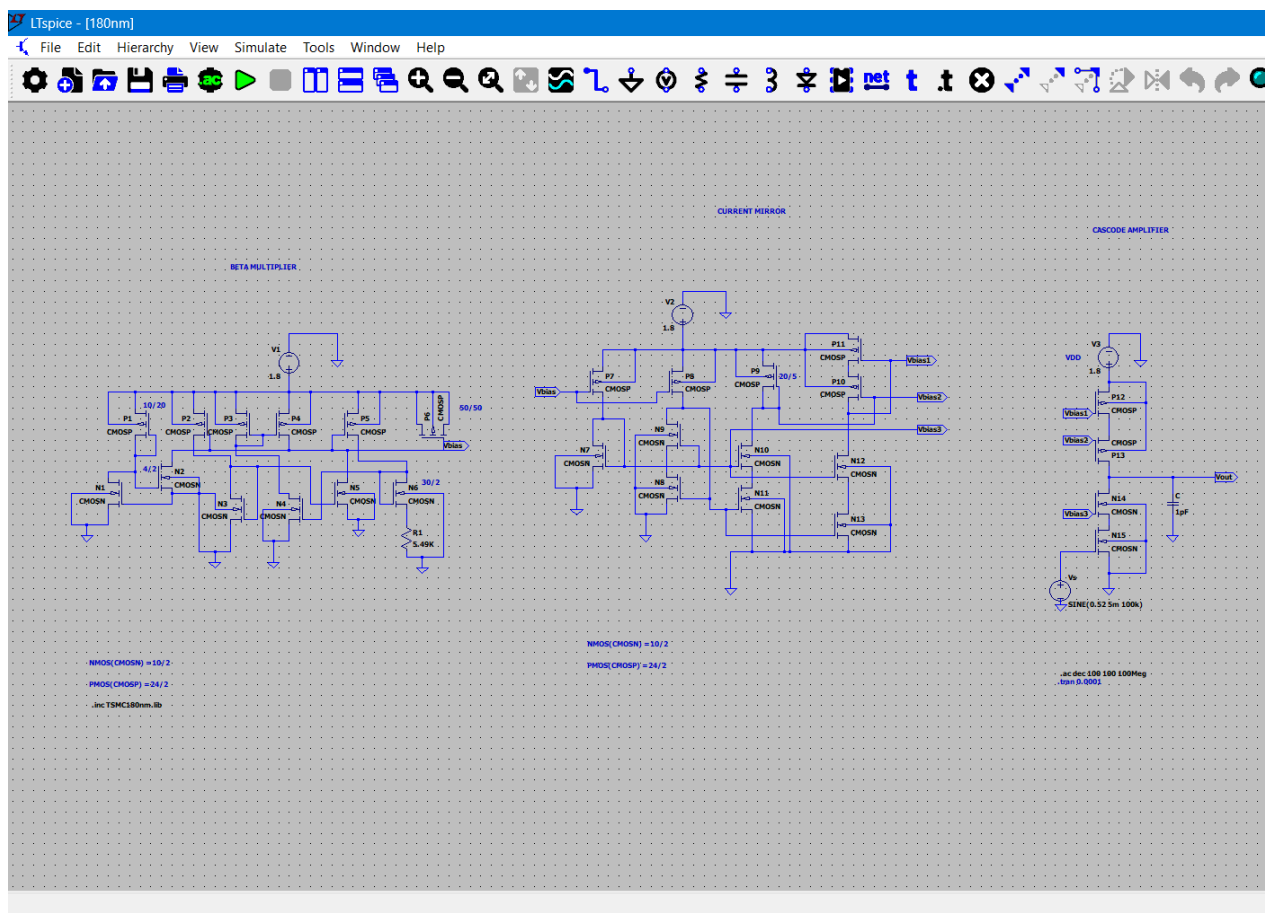 LTspice - [180nm]
File Edit Hierarchy View Simulate Tools Window Help
ac net t .t
CURRENT MIRROR
CASCODE AMPLIFIER
BETA MULTIPLIER
V1
1.8
10/20
P1
CMOSP
P2
CMOSP
P3
CMOSP
P4
CMOSP
P5
CMOSP
P6
CMOSP
50/50
Vbias
4/2
N1
CMOSN
N2
CMOSN
N3
CMOSN
N4
CMOSN
N5
CMOSN
N6
CMOSN
30/2
R1
5.49K
NMOS(CMOSN) =10/2
PMOS(CMOSP) =24/2
.inc TSMC180nm.lib
V2
1.8
Vbias
P7
CMOSP
P8
CMOSP
P9
CMOSP
20/5
P11
CMOSP
P10
CMOSP
Vbias1
Vbias2
Vbias3
N7
CMOSN
N9
CMOSN
N8
CMOSN
N10
CMOSN
N11
CMOSN
N12
CMOSN
N13
CMOSN
NMOS(CMOSN) =10/2
PMOS(CMOSP) =24/2
V3
VDD
1.8
P12
CMOSP
Vbias1
Vbias2
CMOSP
P13
Vout
N14
CMOSN
Vbias3
C
1pF
N15
CMOSN
Vs
SINE(0.52 5m 100k)
.ac dec 100 100 100Meg
.tran 0.0001